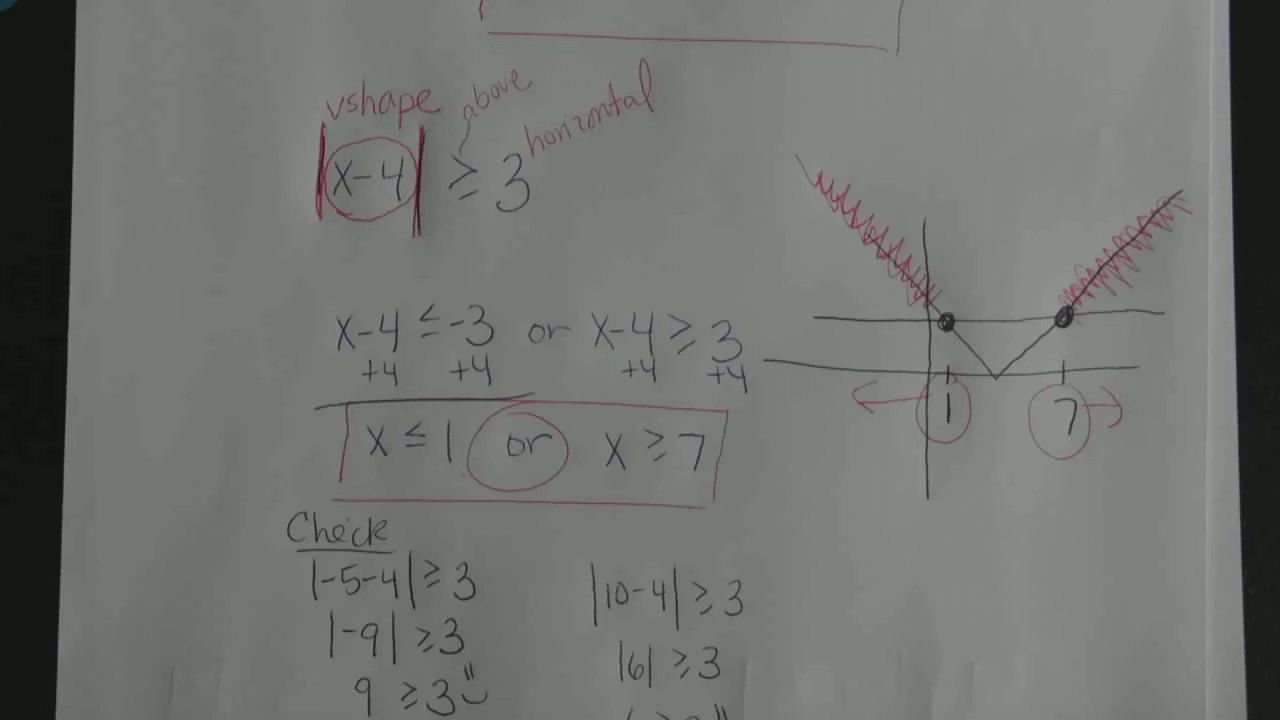 vshape above
|x-4| ≥ 3 horizontal
x-4 ≤ -3 or x-4 ≥ 3
+4 +4 +4 +4
x ≤ 1 or x ≥ 7
1 7
Check
|-5-4| ≥ 3 |10-4| ≥ 3
|-9| ≥ 3 |6| ≥ 3
9 ≥ 3